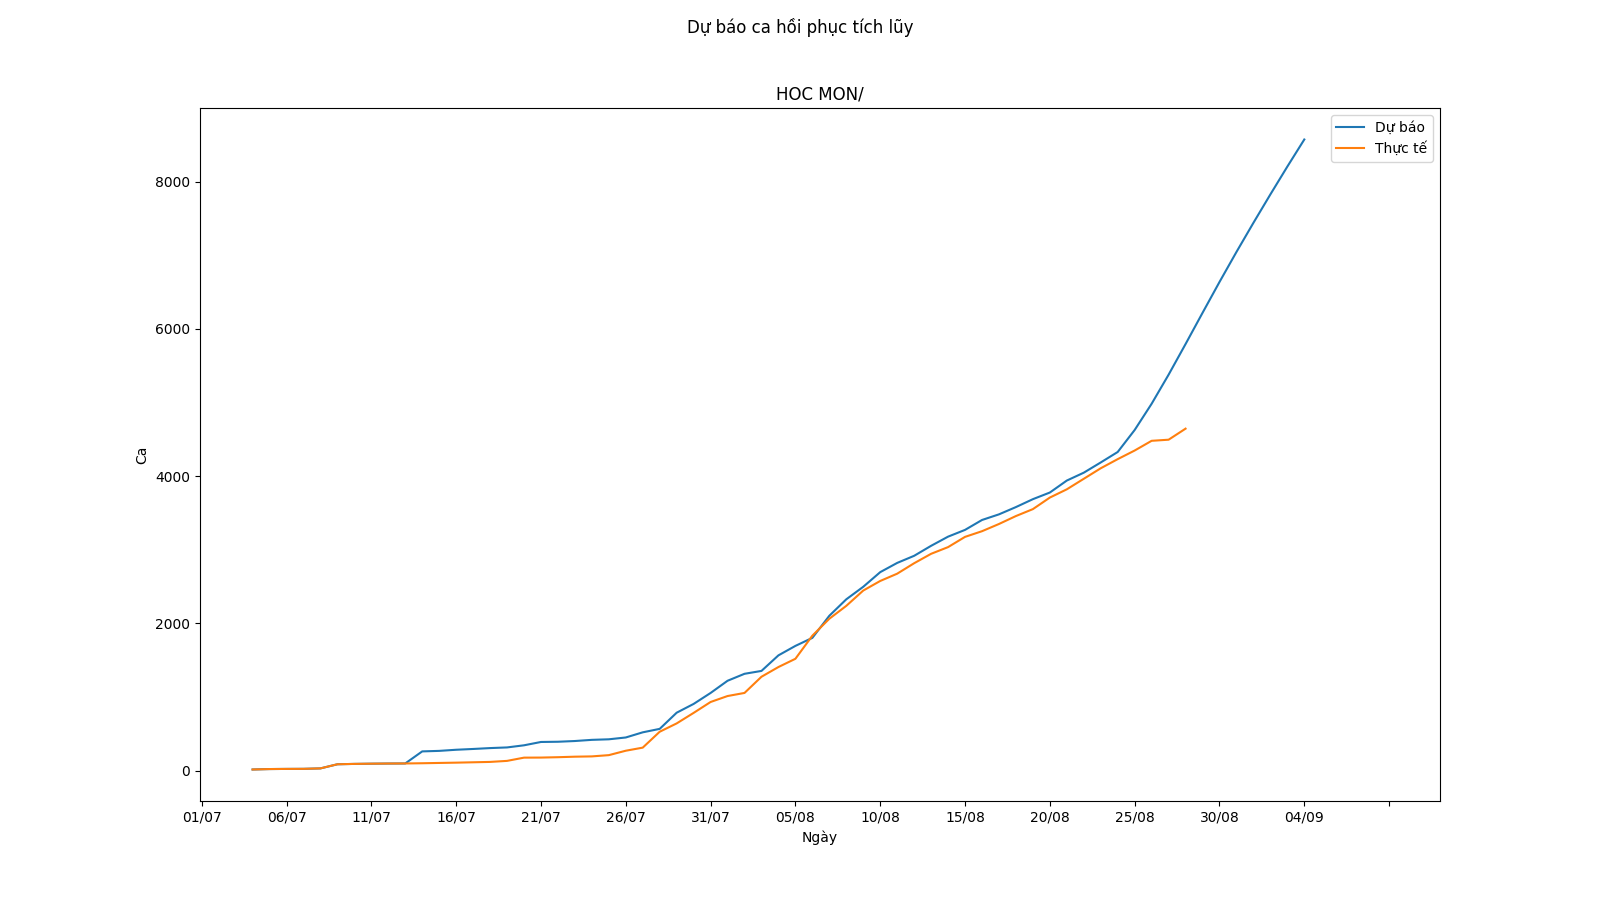 Dự báo ca hồi phục tích lũy
HOC MON/
Dự báo
Thực tế
8000
6000
4000
2000
0
Ca
01/07 06/07 11/07 16/07 21/07 26/07 31/07 05/08 10/08 15/08 20/08 25/08 30/08 04/09
Ngày